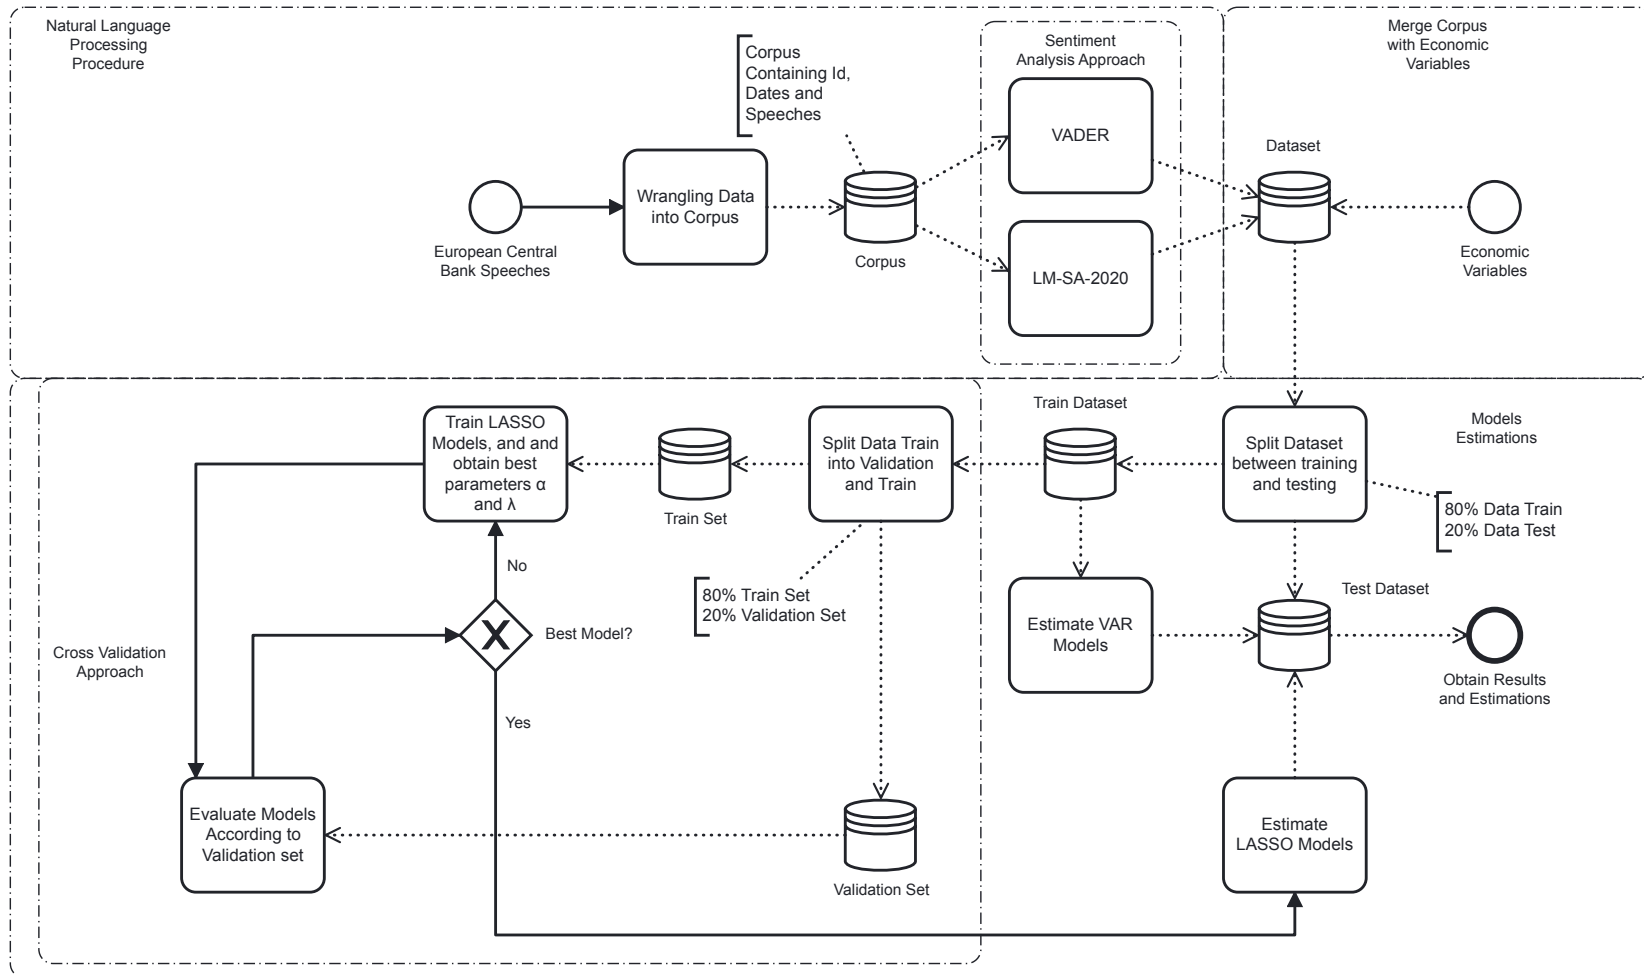 Natural Language
Processing
Procedure
Corpus
Containing Id,
Dates and
Speeches
Sentiment
Analysis Approach
Merge Corpus
with Economic
Variables
VADER
Dataset
Wrangling Data
into Corpus
European Central
Bank Speeches
Corpus
LM-SA-2020
Economic
Variables
Train LASSO
Models, and and
obtain best
parameters α
and λ
Train Set
Split Data Train
into Validation
and Train
Train Dataset
Split Dataset
between training
and testing
Models
Estimations
80% Data Train
20% Data Test
No
80% Train Set
20% Validation Set
Best Model?
X
Cross Validation
Approach
Estimate VAR
Models
Test Dataset
Obtain Results
and Estimations
Yes
Evaluate Models
According to
Validation set
Validation Set
Estimate
LASSO Models